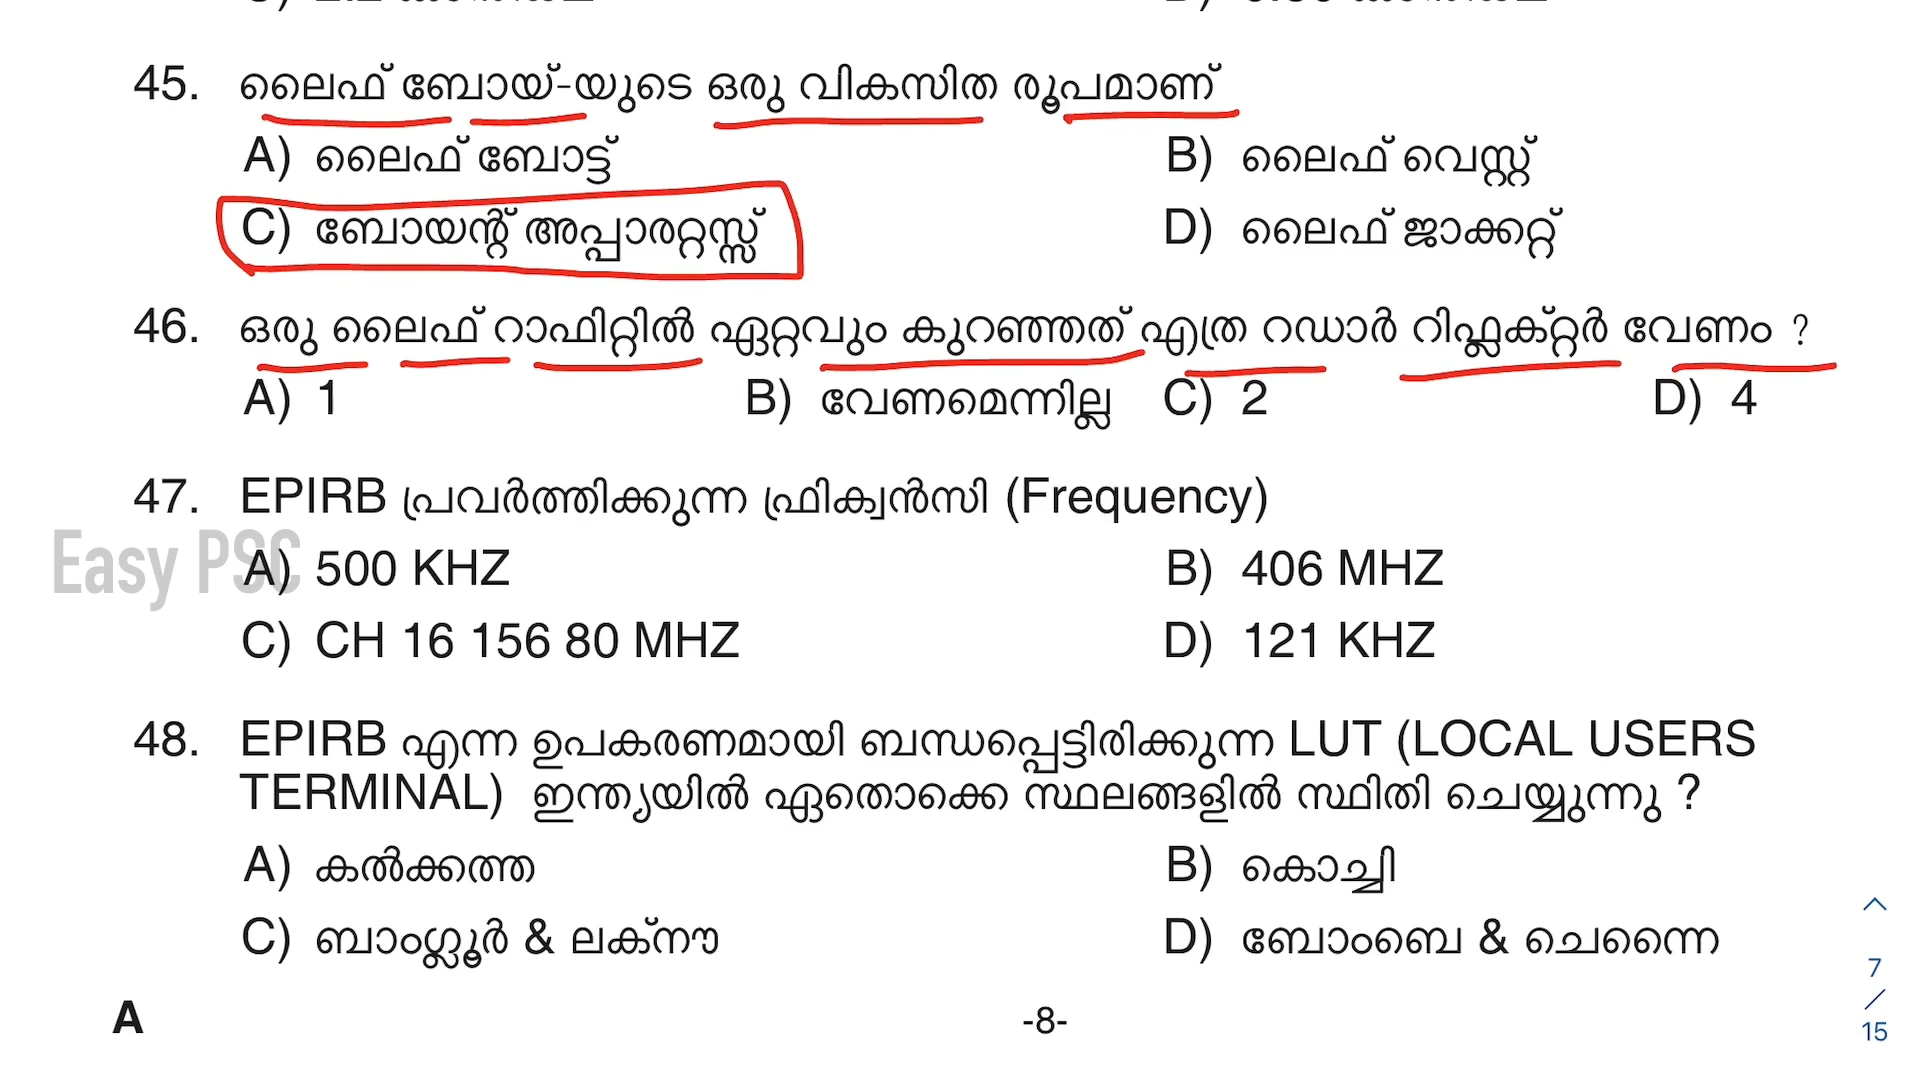 45. ലൈഫ് ബോയ്-യുടെ ഒരു വികസിത രൂപമാണ്
A) ലൈഫ് ബോട്ട് B) ലൈഫ് വെസ്റ്റ്
C) ബോയന്റ് അപ്പാരറ്റസ്സ് D) ലൈഫ് ജാക്കറ്റ്
46. ഒരു ലൈഫ് റാഫിറ്റിൽ ഏറ്റവും കുറഞ്ഞത് എത്ര റഡാർ റിഫ്ലക്റ്റർ വേണം ?
A) 1 B) വേണമെന്നില്ല C) 2 D) 4
47. EPIRB പ്രവർത്തിക്കുന്ന ഫ്രിക്വൻസി (Frequency)
Easy PSC
A) 500 KHZ B) 406 MHZ
C) CH 16 156 80 MHZ D) 121 KHZ
48. EPIRB എന്ന ഉപകരണമായി ബന്ധപ്പെട്ടിരിക്കുന്ന LUT (LOCAL USERS
TERMINAL) ഇന്ത്യയിൽ ഏതൊക്കെ സ്ഥലങ്ങളിൽ സ്ഥിതി ചെയ്യുന്നു ?
A) കൽക്കത്ത B) കൊച്ചി
C) ബാംഗ്ലൂർ & ലക്നൗ D) ബോംബെ & ചെന്നൈ
A -8-
7
/
15